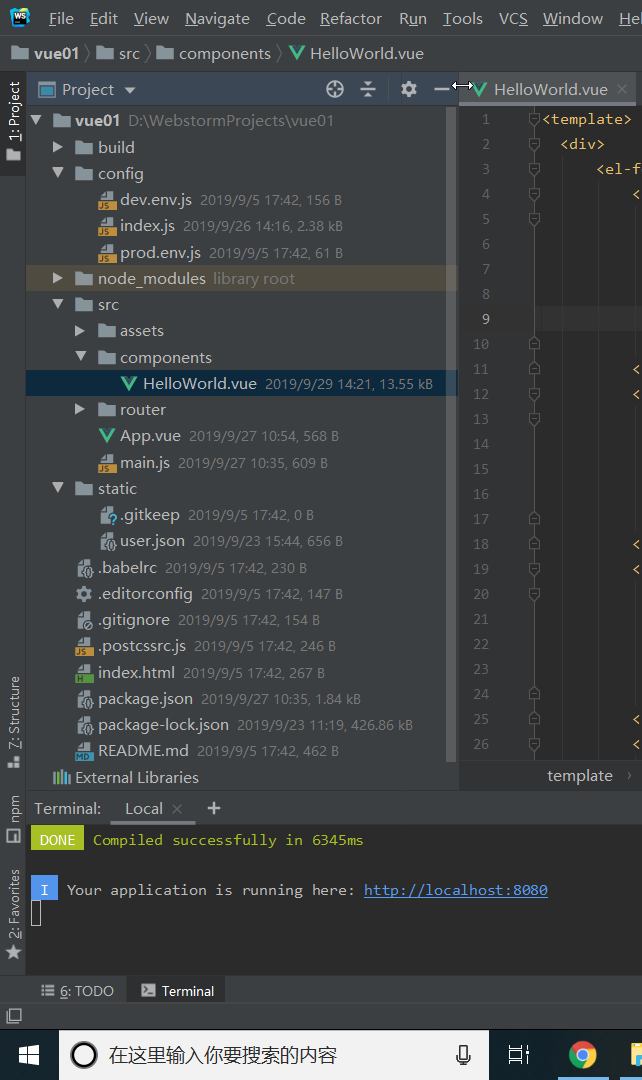 WS File Edit View Navigate Code Refactor Run Tools VCS Window
vue01 src components HelloWorld.vue
1: Project
Project
HelloWorld.vue
vue01 D:\WebstormProjects\vue01
build
config
dev.env.js 2019/9/5 17:42, 156 B
index.js 2019/9/26 14:16, 2.38 kB
prod.env.js 2019/9/5 17:42, 61 B
node_modules library root
src
assets
components
HelloWorld.vue 2019/9/29 14:21, 13.55 kB
router
App.vue 2019/9/27 10:54, 568 B
main.js 2019/9/27 10:35, 609 B
static
.gitkeep 2019/9/5 17:42, 0 B
user.json 2019/9/23 15:44, 656 B
.babelrc 2019/9/5 17:42, 230 B
.editorconfig 2019/9/5 17:42, 147 B
.gitignore 2019/9/5 17:42, 154 B
.postcssrc.js 2019/9/5 17:42, 246 B
index.html 2019/9/5 17:42, 267 B
package.json 2019/9/27 10:35, 1.84 kB
package-lock.json 2019/9/23 11:19, 426.86 kB
README.md 2019/9/5 17:42, 462 B
External Libraries
1 <template>
2 <div>
3 <el-f
4 <
5
6
7
8
9
10
11 <
12 <
13
14
15
16
17
18 <
19 <
20
21
22
23
24
25 <
26 <
template
7: Structure
npm
2: Favorites
Terminal: Local
DONE Compiled successfully in 6345ms
I Your application is running here: http://localhost:8080
6: TODO Terminal
在这里输入你要搜索的内容